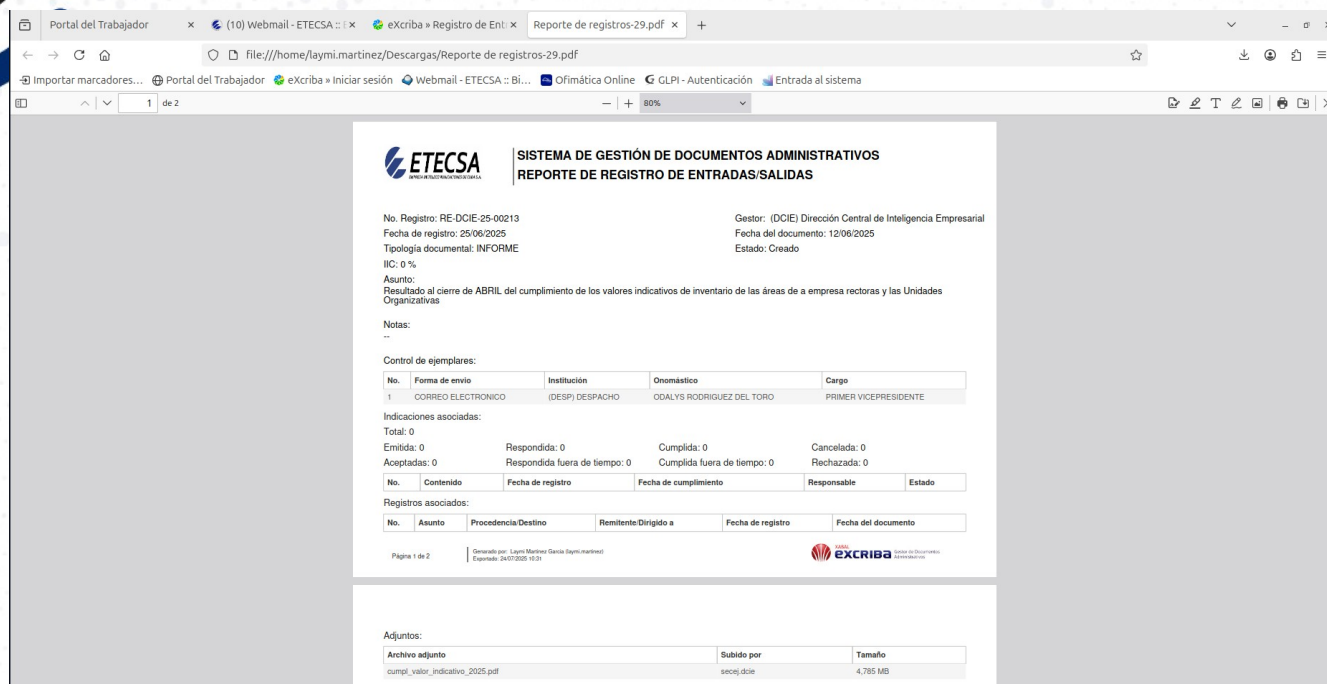 Portal del Trabajador
(10) Webmail - ETECSA ::
eXcriba » Registro de Ent
Reporte de registros-29.pdf
file:///home/laymi.martinez/Descargas/Reporte de registros-29.pdf
Importar marcadores... Portal del Trabajador eXcriba » Iniciar sesión Webmail - ETECSA :: Bi... Ofimática Online GLPI - Autenticación Entrada al sistema
1 de 2
80%
ETECSA
SISTEMA DE GESTIÓN DE DOCUMENTOS ADMINISTRATIVOS
REPORTE DE REGISTRO DE ENTRADAS/SALIDAS
No. Registro: RE-DCIE-25-00213 Gestor: (DCIE) Dirección Central de Inteligencia Empresarial
Fecha de registro: 25/06/2025 Fecha del documento: 12/06/2025
Tipología documental: INFORME Estado: Creado
IIC: 0 %
Asunto:
Resultado al cierre de ABRIL del cumplimiento de los valores indicativos de inventario de las áreas de a empresa rectoras y las Unidades
Organizativas
Notas:
--
Control de ejemplares:
No. Forma de envío Institución Onomástico Cargo
1 CORREO ELECTRONICO (DESP) DESPACHO ODALYS RODRIGUEZ DEL TORO PRIMER VICEPRESIDENTE
Indicaciones asociadas:
Total: 0
Emitida: 0 Respondida: 0 Cumplida: 0 Cancelada: 0
Aceptadas: 0 Respondida fuera de tiempo: 0 Cumplida fuera de tiempo: 0 Rechazada: 0
No. Contenido Fecha de registro Fecha de cumplimiento Responsable Estado
Registros asociados:
No. Asunto Procedencia/Destino Remitente/Dirigido a Fecha de registro Fecha del documento
Página 1 de 2
Generado por: Laymi Martínez García (laymi.martinez)
Exportado: 24/07/2025 10:31
XABAL
eXCRIBA Gestor de Documentos
Administrativos
Adjuntos:
Archivo adjunto Subido por Tamaño
cumpl_valor_indicativo_2025.pdf secej.dcie 4,785 MB